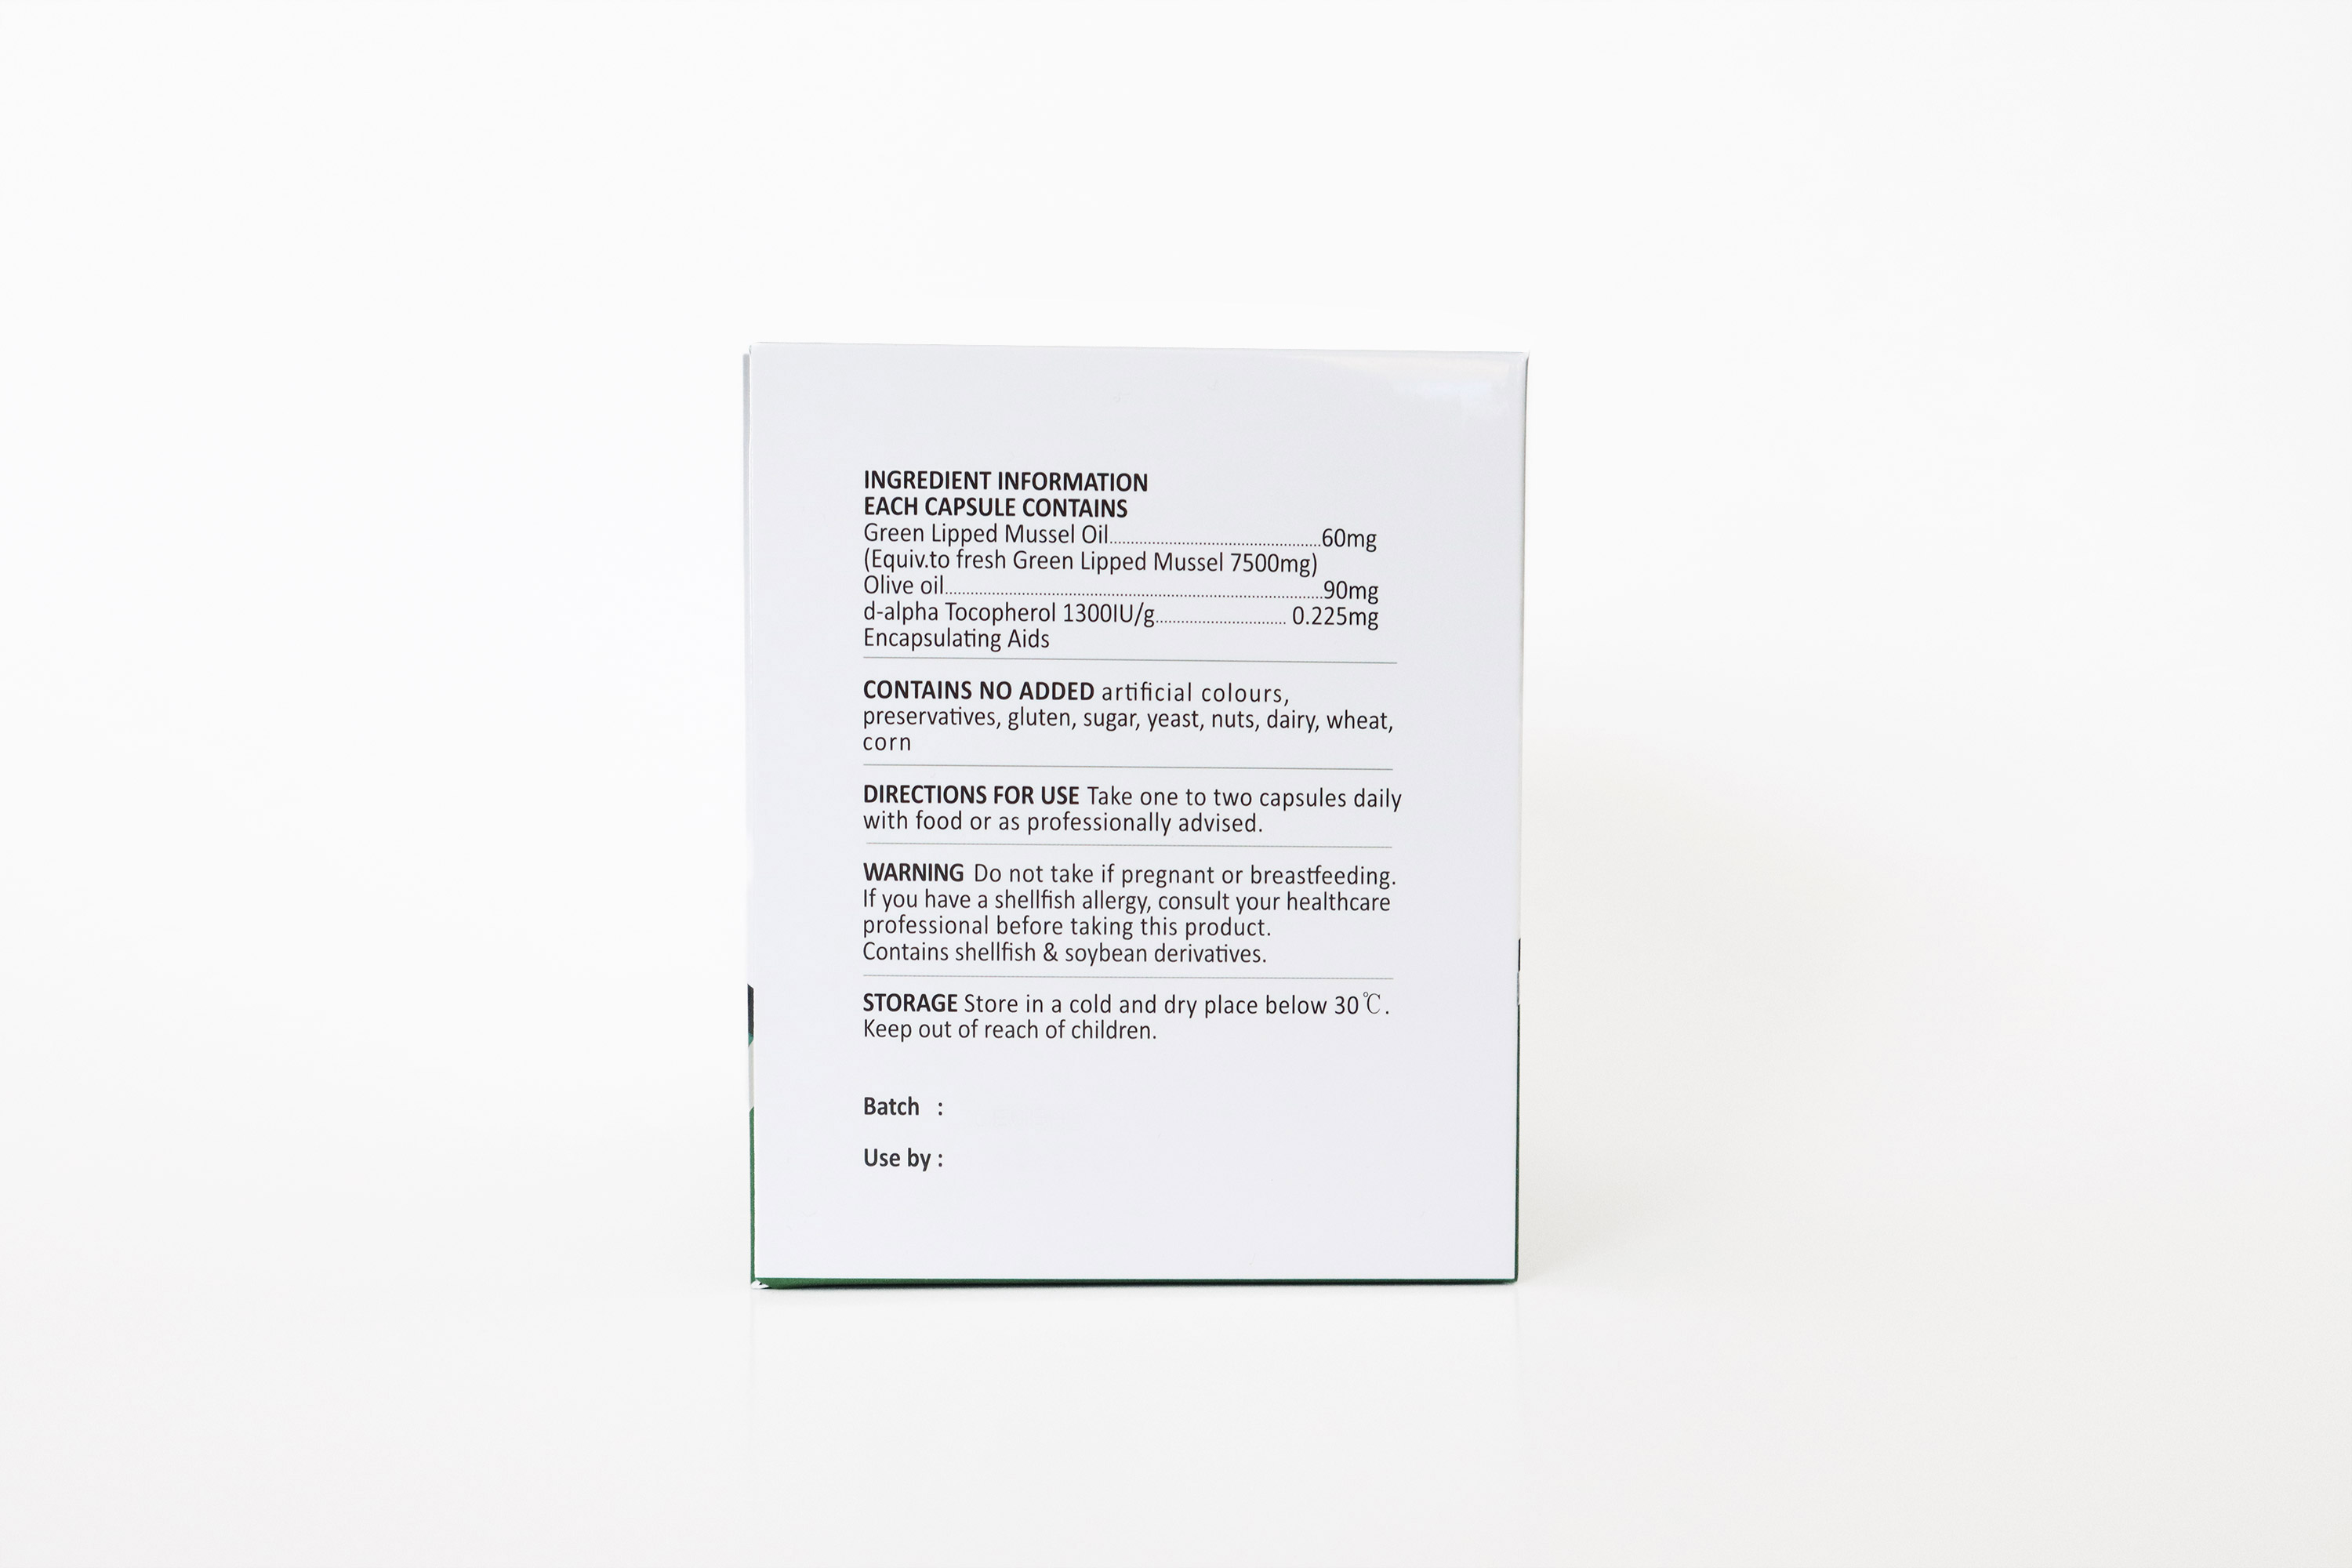 INGREDIENT INFORMATION
EACH CAPSULE CONTAINS
Green Lipped Mussel Oil..........................................60mg
(Equiv.to fresh Green Lipped Mussel 7500mg)
Olive oil...........................................................................90mg
d-alpha Tocopherol 1300IU/g.......................... 0.225mg
Encapsulating Aids
CONTAINS NO ADDED artificial colours,
preservatives, gluten, sugar, yeast, nuts, dairy, wheat,
corn
DIRECTIONS FOR USE Take one to two capsules daily
with food or as professionally advised.
WARNING Do not take if pregnant or breastfeeding.
If you have a shellfish allergy, consult your healthcare
professional before taking this product.
Contains shellfish & soybean derivatives.
STORAGE Store in a cold and dry place below 30℃.
Keep out of reach of children.
Batch :
Use by :